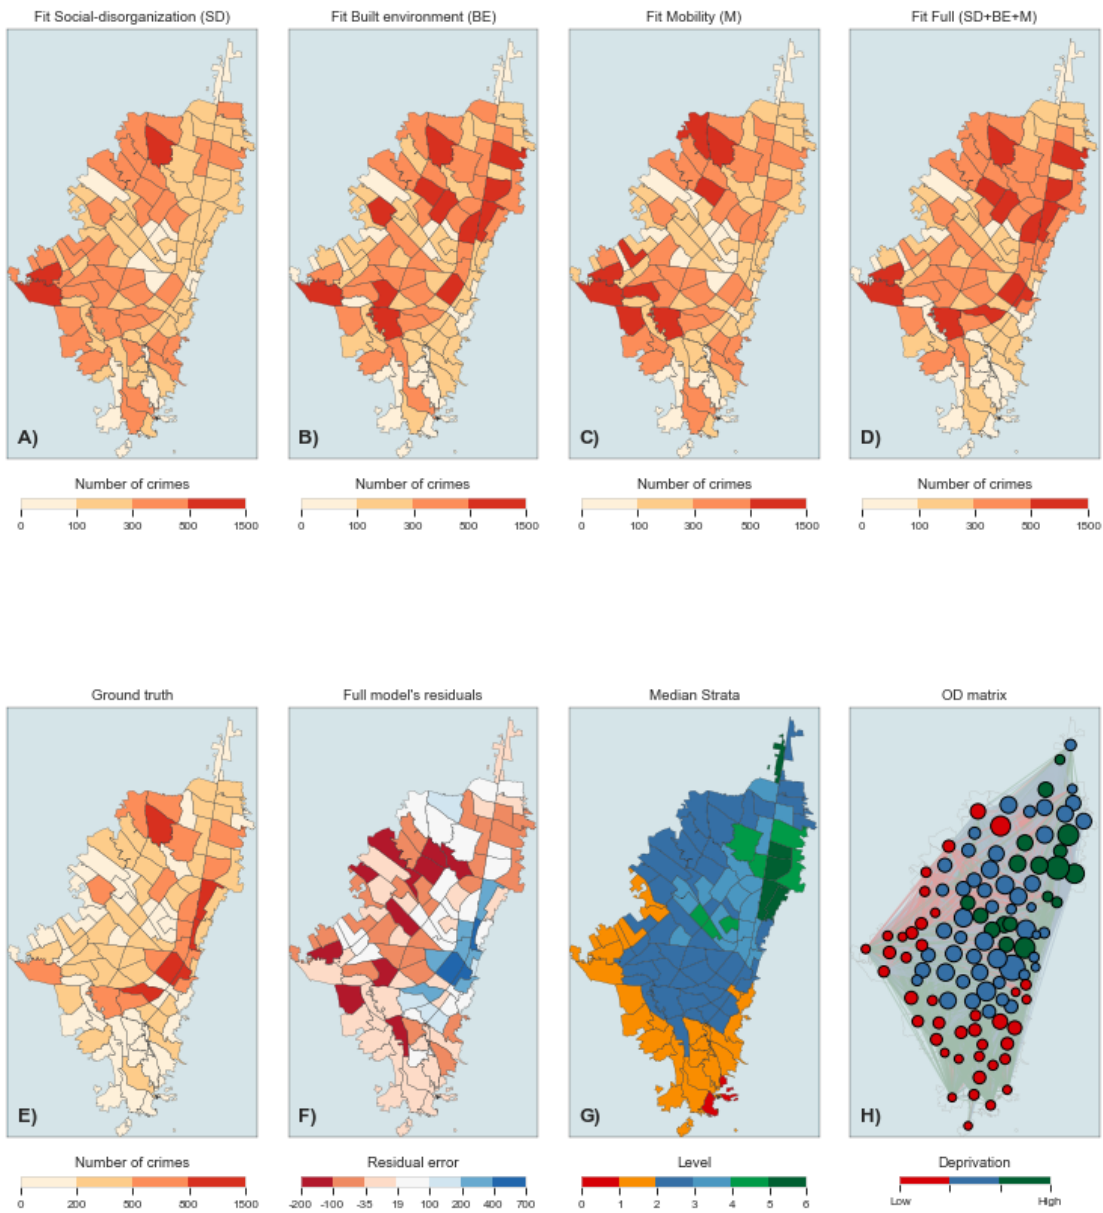 Fit Social-disorganization (SD) Fit Built environment (BE) Fit Mobility (M) Fit Full (SD+BE+M)
A) B) C) D)
Number of crimes Number of crimes Number of crimes Number of crimes
0 100 300 500 1500 0 100 300 500 1500 0 100 300 500 1500 0 100 300 500 1500
Ground truth Full model's residuals Median Strata OD matrix
E) F) G) H)
Number of crimes Residual error Level Deprivation
0 200 500 1000 1500 -200 -100 -35 19 100 200 400 700 0 1 2 3 4 5 6 Low High